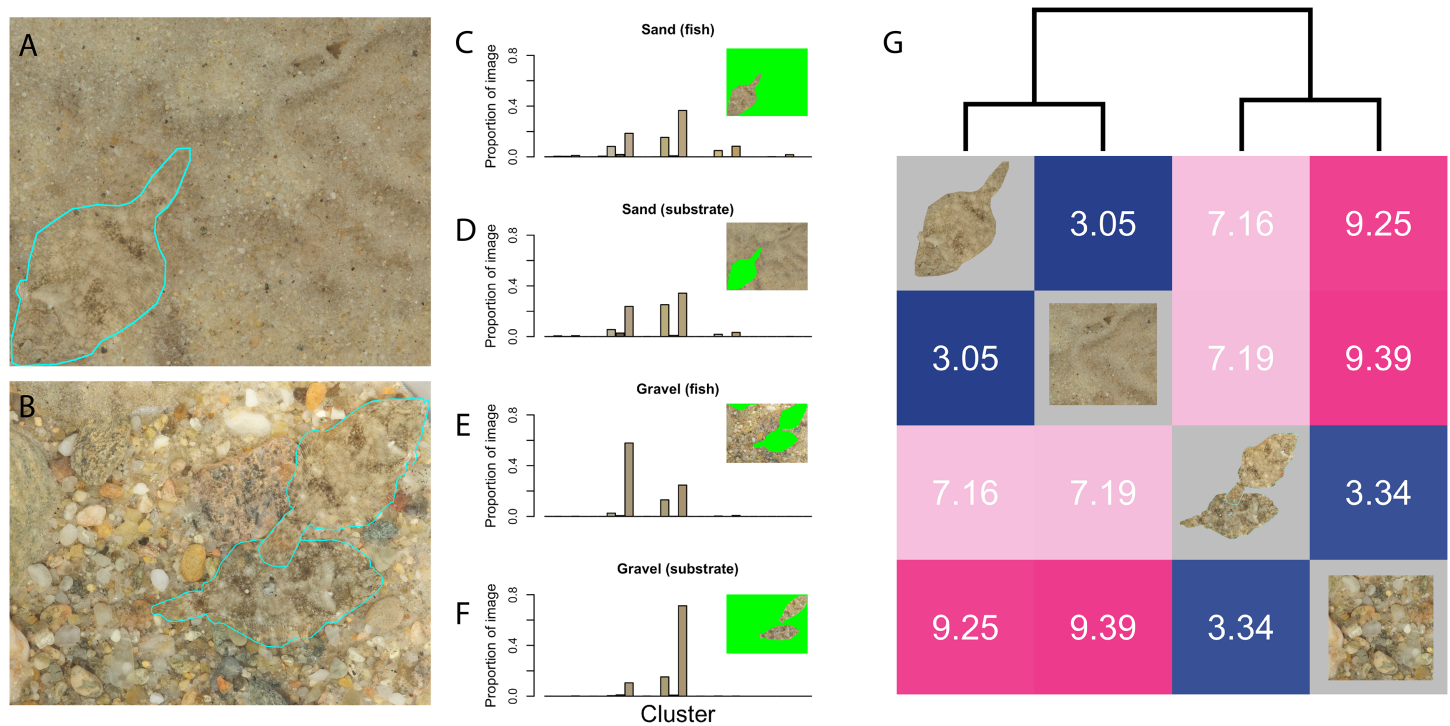 A
B
C
Sand (fish)
Proportion of image
0.0 0.4 0.8
D
Sand (substrate)
Proportion of image
0.0 0.4 0.8
E
Gravel (fish)
Proportion of image
0.0 0.4 0.8
F
Gravel (substrate)
Proportion of image
0.0 0.4 0.8
Cluster
G
3.05 7.16 9.25
3.05 7.19 9.39
7.16 7.19 3.34
9.25 9.39 3.34